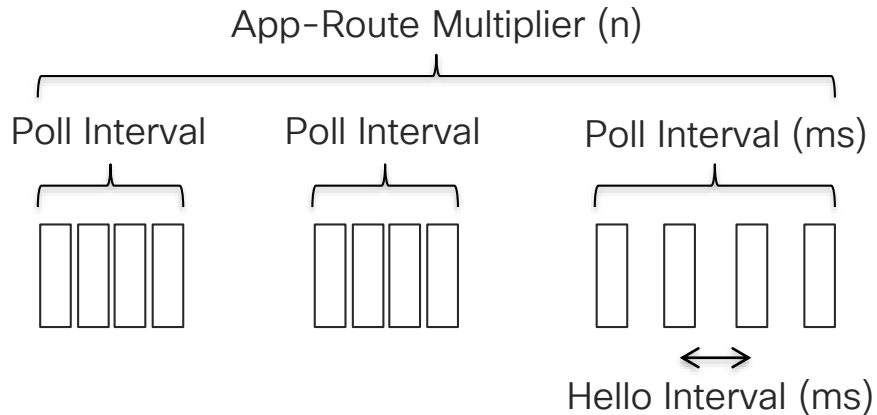 App-Route Multiplier (n)
Poll Interval
Poll Interval
Poll Interval (ms)
Hello Interval (ms)